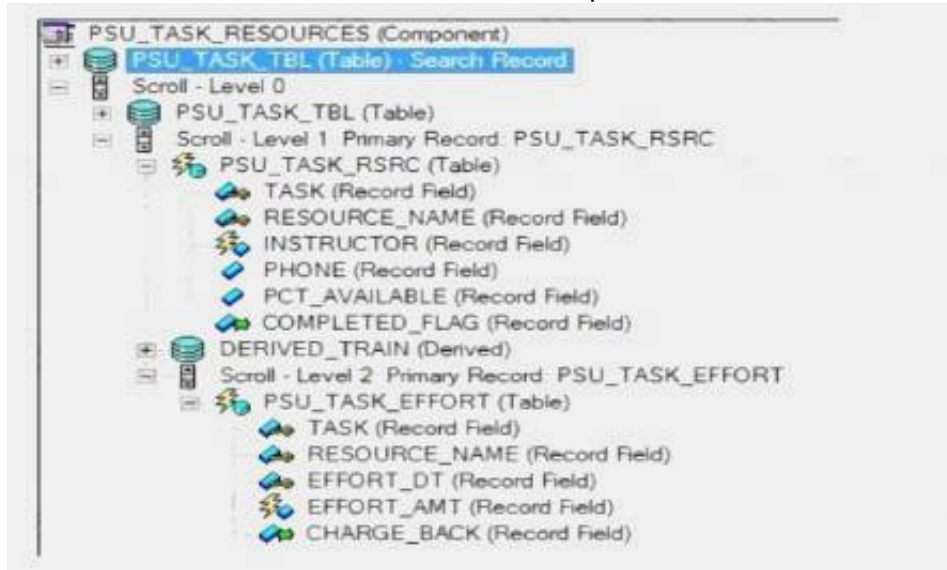 PSU_TASK_RESOURCES (Component)
PSU_TASK_TBL (Table) - Search Record
Scroll - Level 0
PSU_TASK_TBL (Table)
Scroll - Level 1 Primary Record: PSU_TASK_RSRC
PSU_TASK_RSRC (Table)
TASK (Record Field)
RESOURCE_NAME (Record Field)
INSTRUCTOR (Record Field)
PHONE (Record Field)
PCT_AVAILABLE (Record Field)
COMPLETED_FLAG (Record Field)
DERIVED_TRAIN (Derived)
Scroll - Level 2 Primary Record: PSU_TASK_EFFORT
PSU_TASK_EFFORT (Table)
TASK (Record Field)
RESOURCE_NAME (Record Field)
EFFORT_DT (Record Field)
EFFORT_AMT (Record Field)
CHARGE_BACK (Record Field)